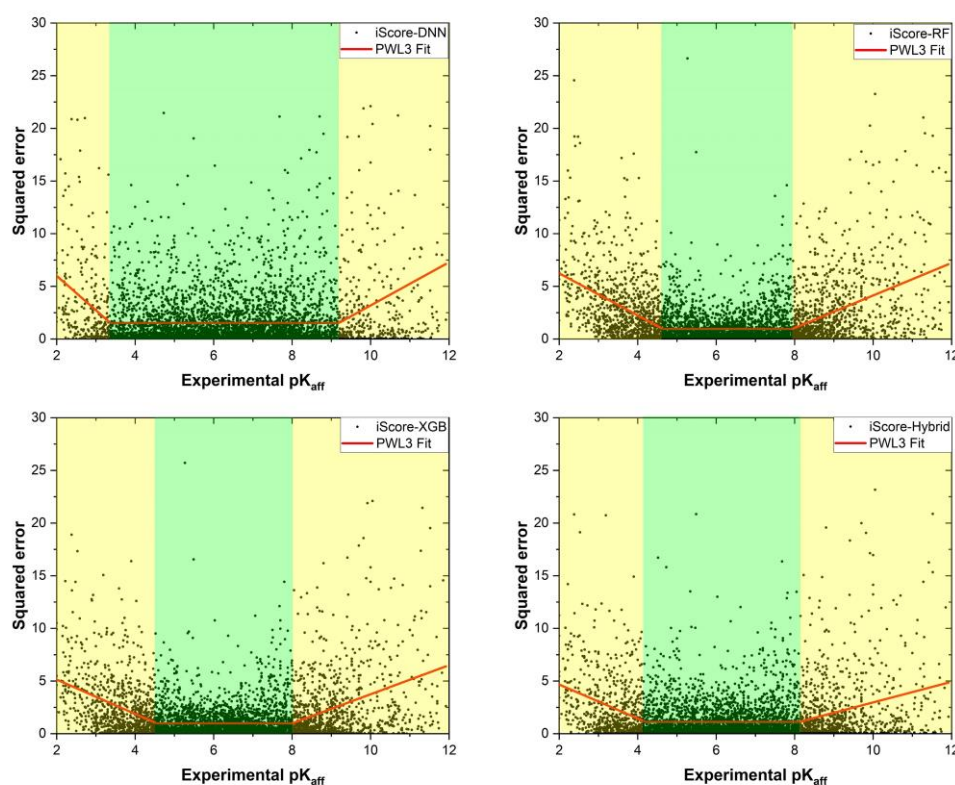 30
25
20
15
10
5
0
Squared error
iScore-DNN
PWL3 Fit
2 4 6 8 10 12
Experimental pKaff
30
25
20
15
10
5
0
Squared error
iScore-RF
PWL3 Fit
2 4 6 8 10 12
Experimental pKaff
30
25
20
15
10
5
0
Squared error
iScore-XGB
PWL3 Fit
2 4 6 8 10 12
Experimental pKaff
30
25
20
15
10
5
0
Squared error
iScore-Hybrid
PWL3 Fit
2 4 6 8 10 12
Experimental pKaff